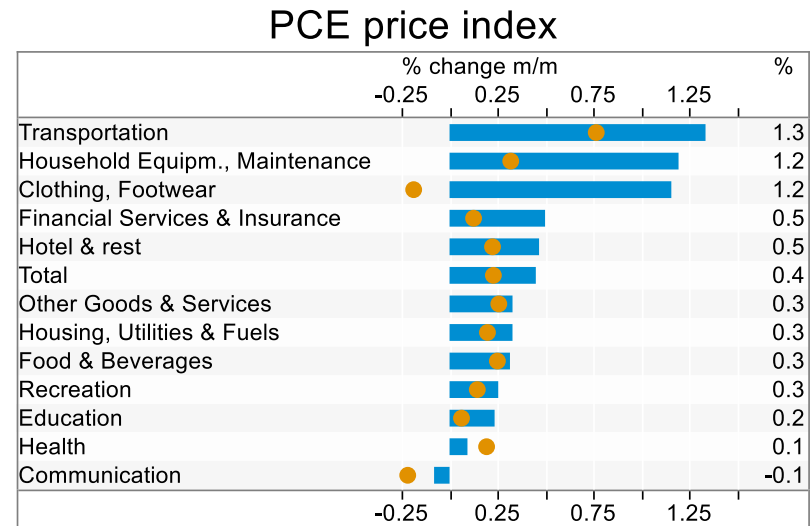 PCE price index
% change m/m %
-0.25 0.25 0.75 1.25
Transportation 1.3
Household Equipm., Maintenance 1.2
Clothing, Footwear 1.2
Financial Services & Insurance 0.5
Hotel & rest 0.5
Total 0.4
Other Goods & Services 0.3
Housing, Utilities & Fuels 0.3
Food & Beverages 0.3
Recreation 0.3
Education 0.2
Health 0.1
Communication -0.1
-0.25 0.25 0.75 1.25